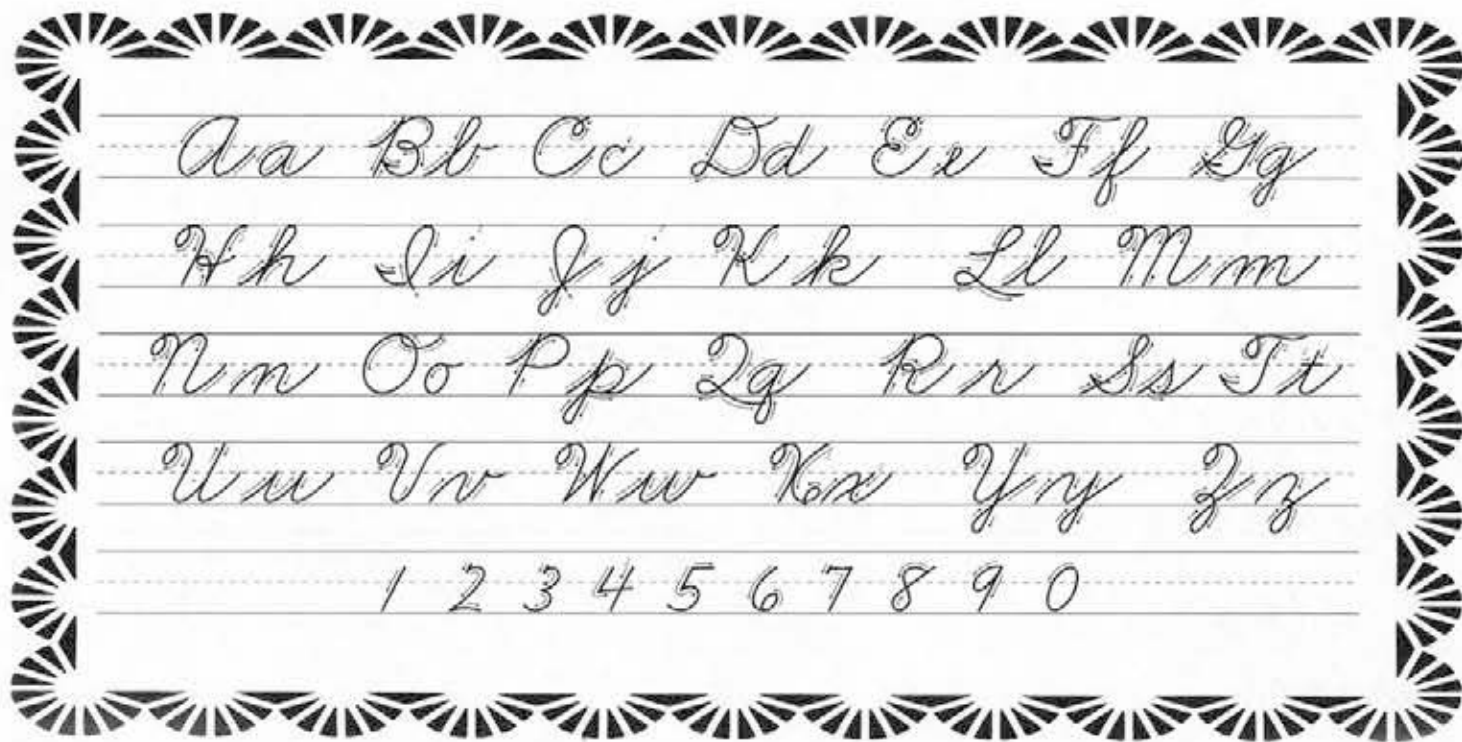 Aa Bb Cc Dd Ee Ff Gg
Hh Ii Jj Kk Ll Mm
Nn Oo Pp Qq Rr Ss Tt
Uu Vv Ww Xx Yy Zz
1 2 3 4 5 6 7 8 9 0